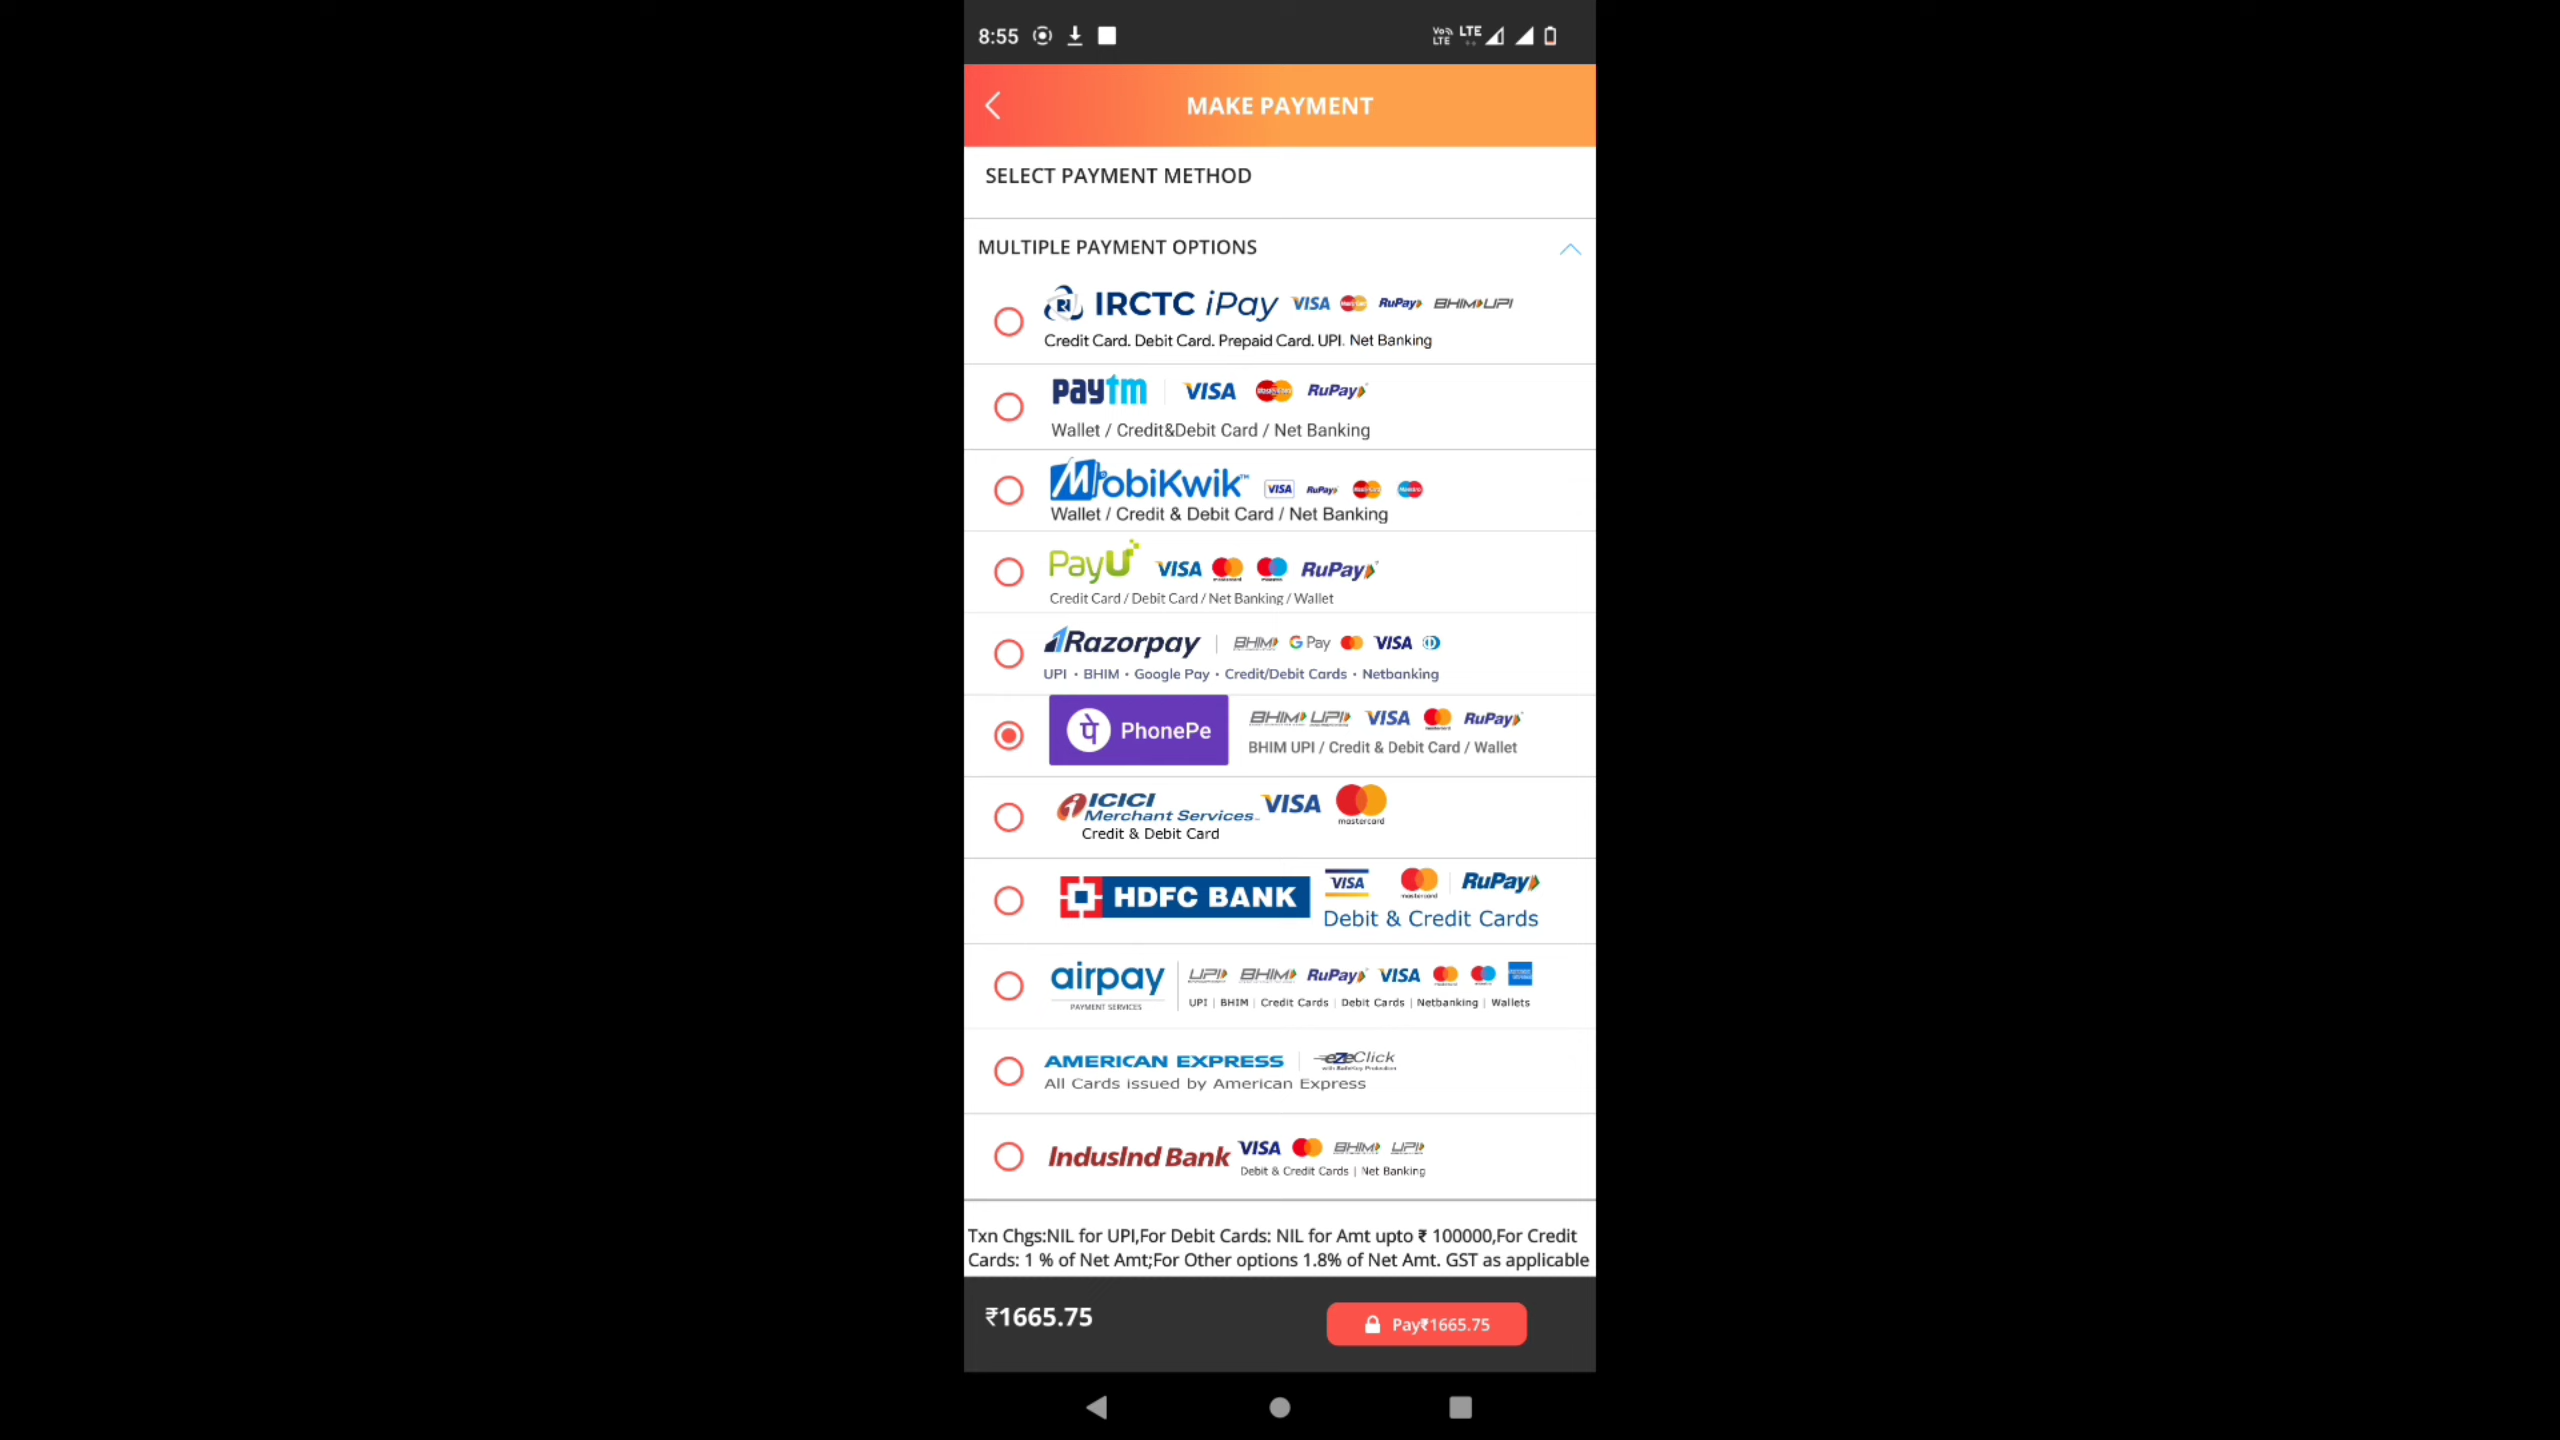 8:55
Vo LTE LTE
MAKE PAYMENT
SELECT PAYMENT METHOD
MULTIPLE PAYMENT OPTIONS
IRCTC iPay VISA RuPay BHIM UPI
Credit Card. Debit Card. Prepaid Card. UPI. Net Banking
paytm VISA MasterCard RuPay
Wallet / Credit&Debit Card / Net Banking
MobiKwik VISA RuPay
Wallet / Credit & Debit Card / Net Banking
PayU VISA mastercard RuPay
Credit Card / Debit Card / Net Banking / Wallet
Razorpay BHIM G Pay VISA
UPI • BHIM • Google Pay • Credit/Debit Cards • Netbanking
पे PhonePe BHIM UPI VISA mastercard RuPay
BHIM UPI / Credit & Debit Card / Wallet
ICICI Merchant Services VISA mastercard
Credit & Debit Card
HDFC BANK VISA mastercard RuPay
Debit & Credit Cards
airpay UPI BHIM RuPay VISA
PAYMENT SERVICES UPI | BHIM | Credit Cards | Debit Cards | Netbanking | Wallets
AMERICAN EXPRESS ezeClick
All Cards issued by American Express
IndusInd Bank VISA BHIM UPI
Debit & Credit Cards | Net Banking
Txn Chgs:NIL for UPI,For Debit Cards: NIL for Amt upto ₹ 100000,For Credit
Cards: 1 % of Net Amt;For Other options 1.8% of Net Amt. GST as applicable
₹1665.75
Pay₹1665.75